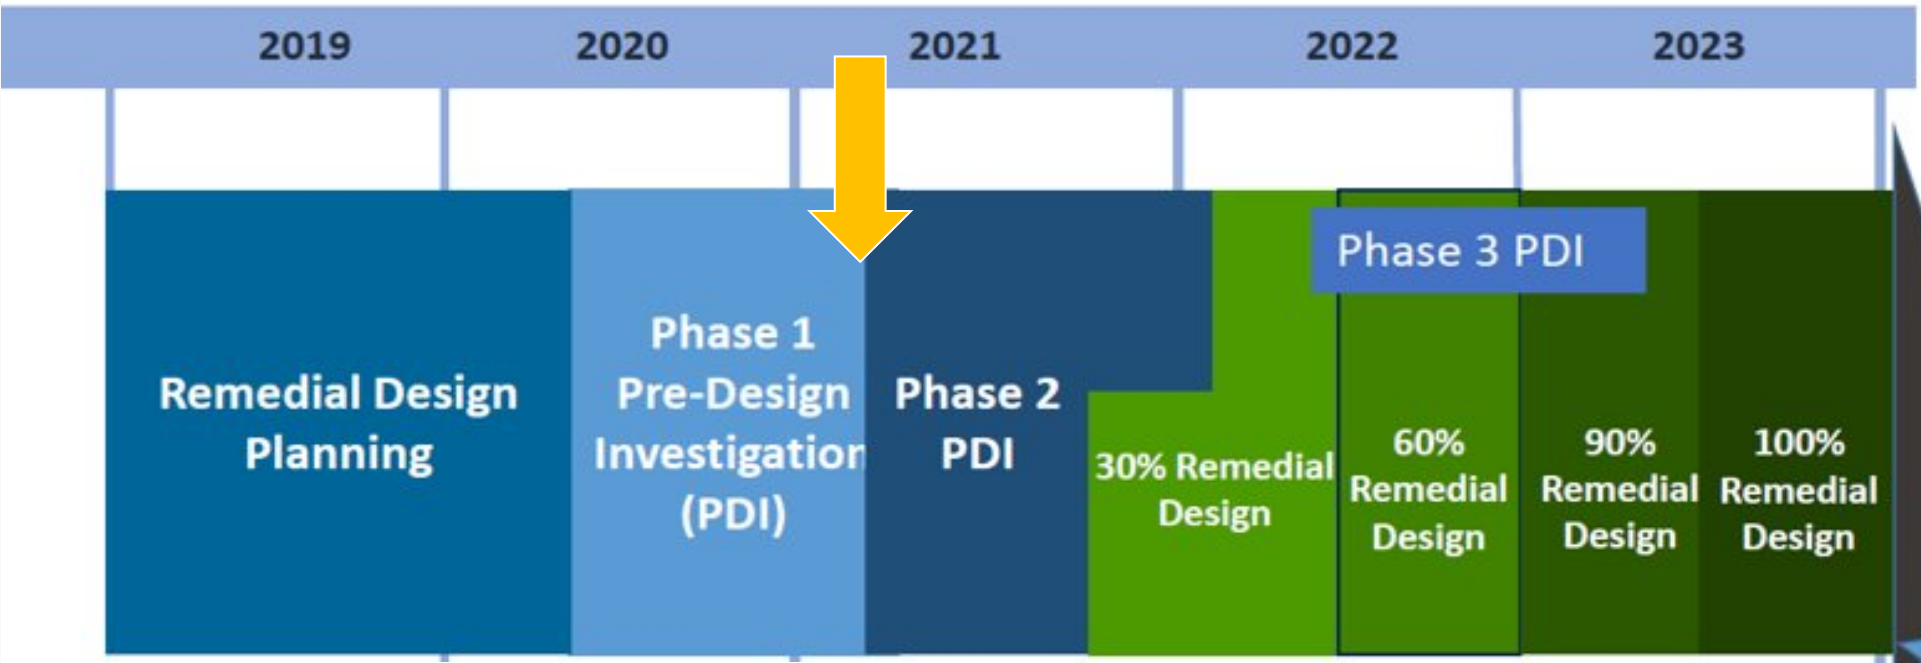 2019 2020 2021 2022 2023
Remedial Design
Planning
Phase 1
Pre-Design
Investigation
(PDI)
Phase 2
PDI
30% Remedial
Design
Phase 3 PDI
60%
Remedial
Design
90%
Remedial
Design
100%
Remedial
Design